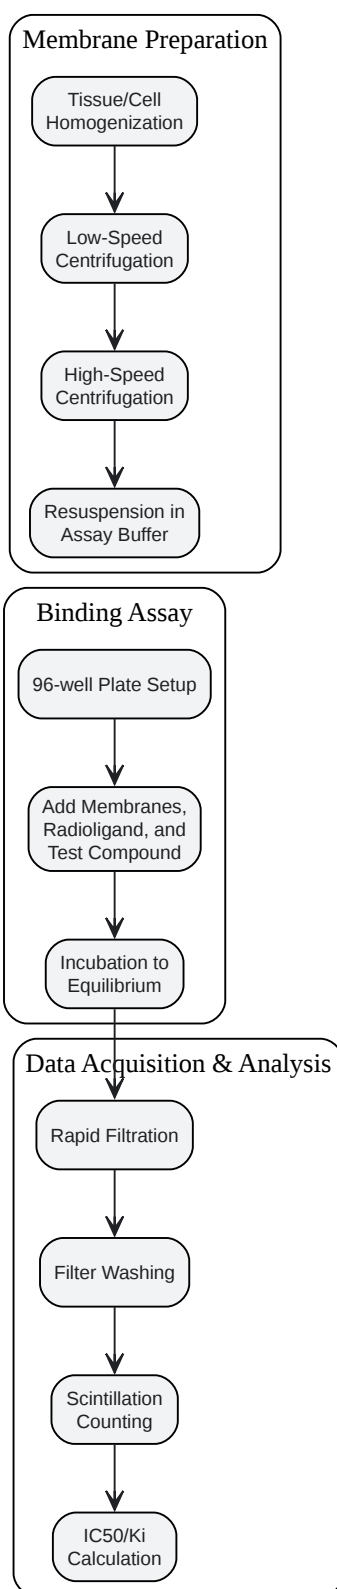 Membrane Preparation
Tissue/Cell
Homogenization
Low-Speed
Centrifugation
High-Speed
Centrifugation
Resuspension in
Assay Buffer
Binding Assay
96-well Plate Setup
Add Membranes,
Radioligand, and
Test Compound
Incubation to
Equilibrium
Data Acquisition & Analysis
Rapid Filtration
Filter Washing
Scintillation
Counting
IC50/Ki
Calculation